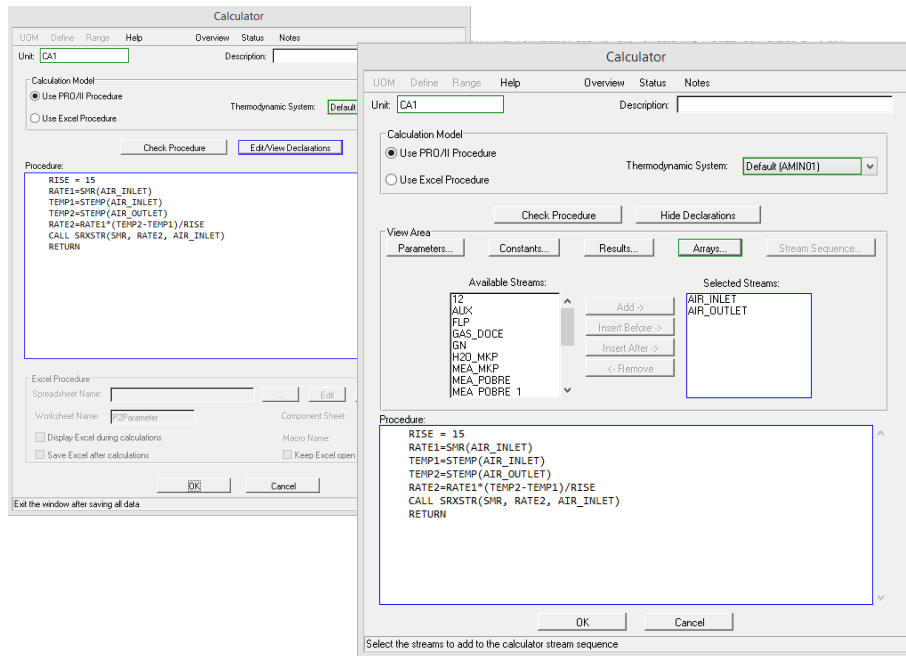 Calculator
UOM Define Range Help Overview Status Notes
Unit: CA1 Description:
Calculation Model
Use PRO/II Procedure
Use Excel Procedure
Thermodynamic System: Default
Check Procedure Edit/View Declarations
Procedure:
RISE = 15
RATE1=SMR(AIR_INLET)
TEMP1=STEMP(AIR_INLET)
TEMP2=STEMP(AIR_OUTLET)
RATE2=RATE1*(TEMP2-TEMP1)/RISE
CALL SRXSTR(SMR, RATE2, AIR_INLET)
RETURN
Excel Procedure
Spreadsheet Name: ... Edit
Worksheet Name: P2Parameter Component Sheet:
Display Excel during calculations Macro Name:
Save Excel after calculations Keep Excel open
OK Cancel
Exit the window after saving all data
Calculator
UOM Define Range Help Overview Status Notes
Unit: CA1 Description:
Calculation Model
Use PRO/II Procedure
Use Excel Procedure
Thermodynamic System: Default (AMIN01)
Check Procedure Hide Declarations
View Area
Parameters... Constants... Results... Arrays... Stream Sequence...
Available Streams: Selected Streams:
12
AUX
FLP
GAS_DOCE
GN
H2O_MKP
MEA_MKP
MEA_POBRE
MEA_POBRE_1
Add ->
Insert Before ->
Insert After ->
<- Remove
AIR_INLET
AIR_OUTLET
Procedure:
RISE = 15
RATE1=SMR(AIR_INLET)
TEMP1=STEMP(AIR_INLET)
TEMP2=STEMP(AIR_OUTLET)
RATE2=RATE1*(TEMP2-TEMP1)/RISE
CALL SRXSTR(SMR, RATE2, AIR_INLET)
RETURN
OK Cancel
Select the streams to add to the calculator stream sequence